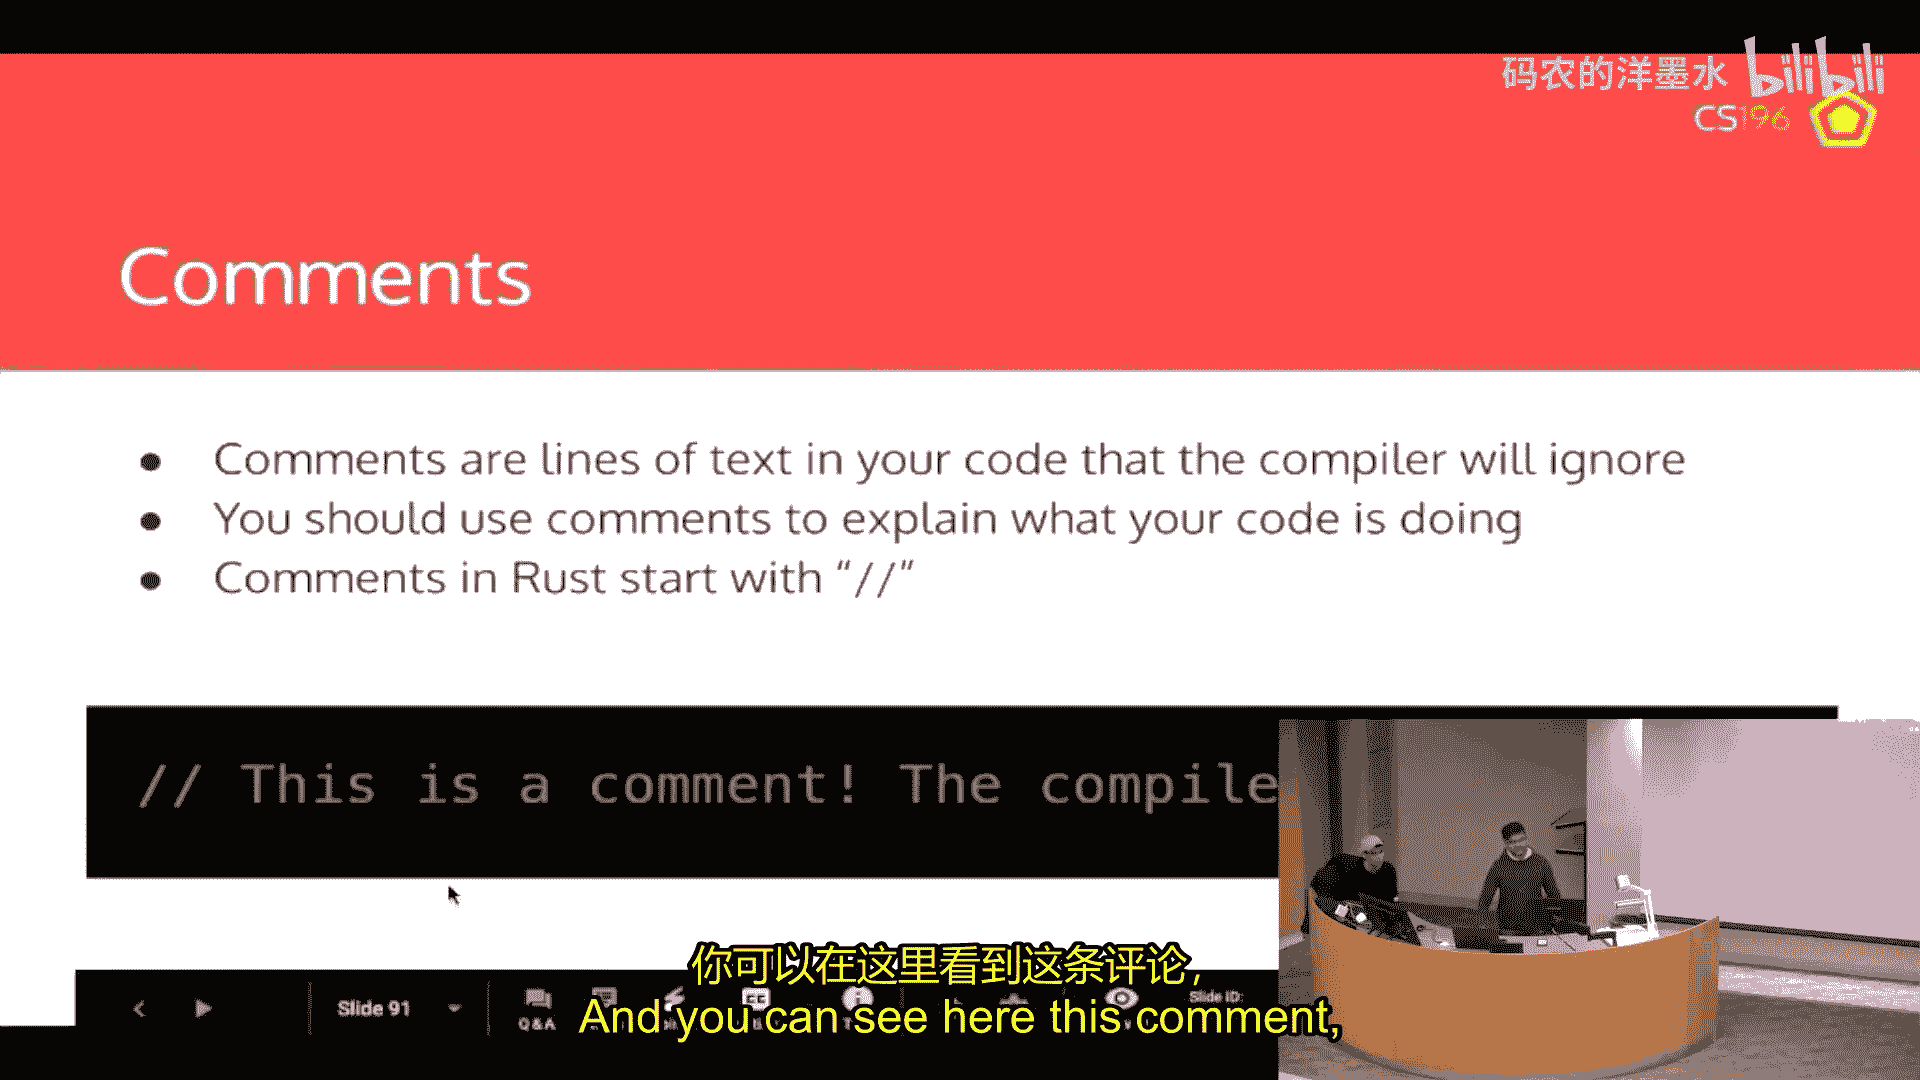 码农的洋墨水 bilibili
CS196
Comments
Comments are lines of text in your code that the compiler will ignore
You should use comments to explain what your code is doing
Comments in Rust start with “//”
// This is a comment! The compile
你可以在这里看到这条评论，
Slide 91
Q&A
Slide ID:
And you can see here this comment,